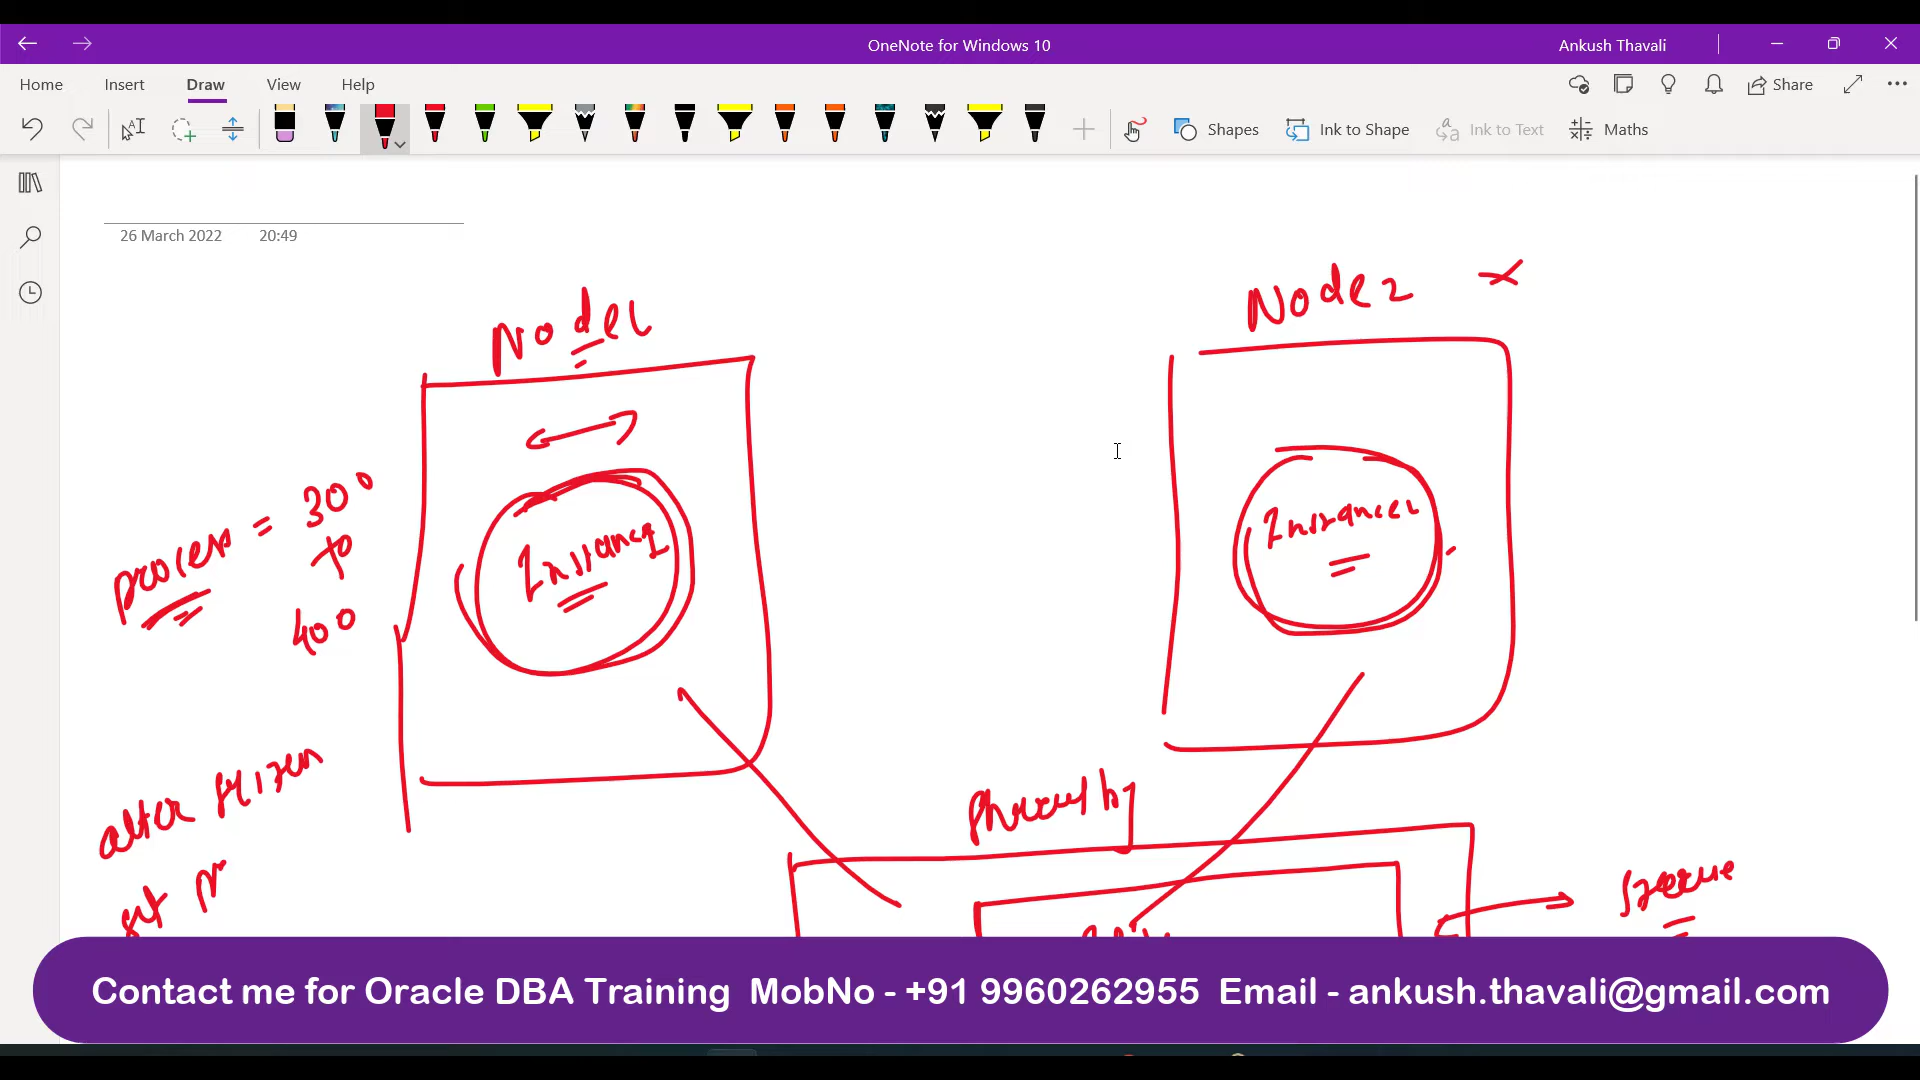 OneNote for Windows 10
Ankush Thavali
Home Insert Draw View Help
Share
Shapes Ink to Shape Ink to Text Maths
26 March 2022 20:49
Node1
Node2
Instance1
process = 300
to
400
alter system
set pr
Contact me for Oracle DBA Training MobNo - +91 9960262955 Email - ankush.thavali@gmail.com